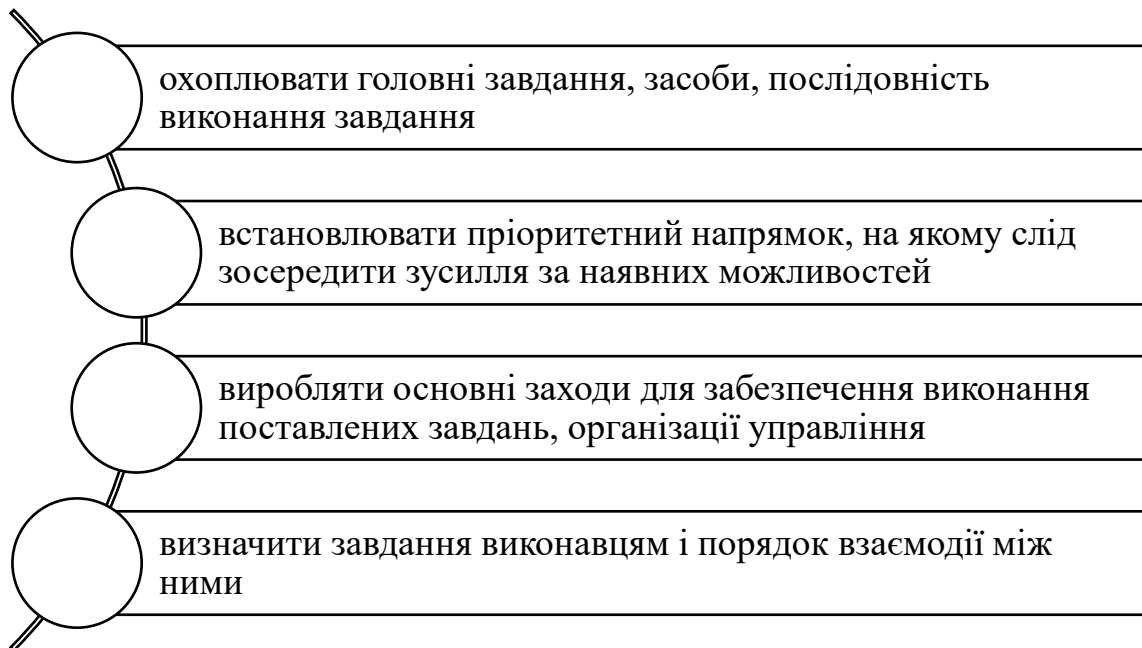 охоплювати головні завдання, засоби, послідовність
виконання завдання
встановлювати пріоритетний напрямок, на якому слід
зосередити зусилля за наявних можливостей
виробляти основні заходи для забезпечення виконання
поставлених завдань, організації управління
визначити завдання виконавцям і порядок взаємодії між
ними